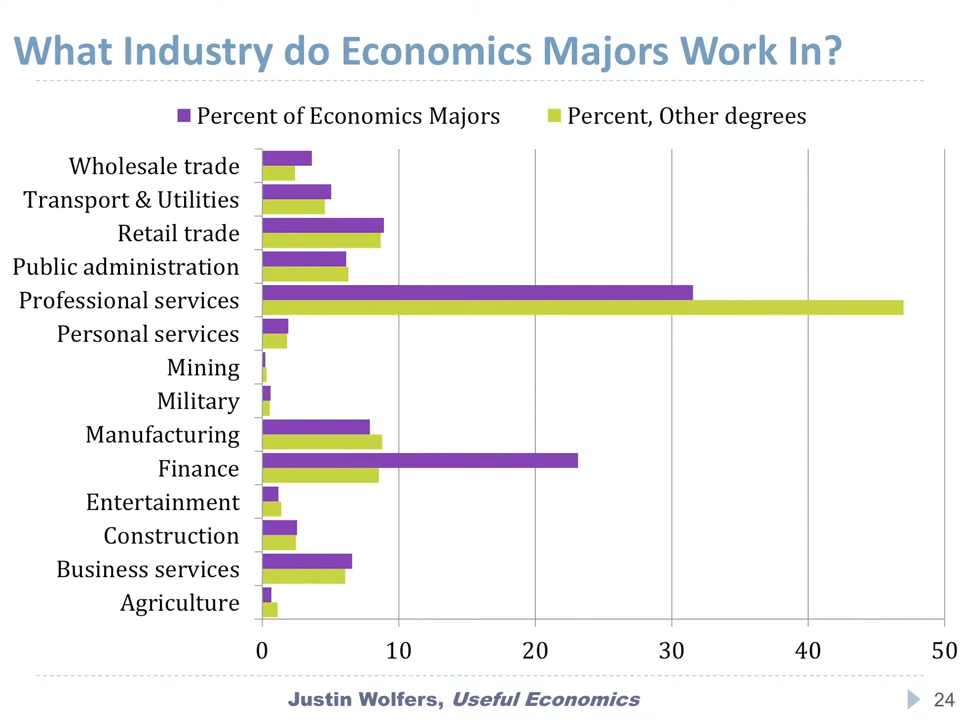 What Industry do Economics Majors Work In?
Percent of Economics Majors Percent, Other degrees
Wholesale trade
Transport & Utilities
Retail trade
Public administration
Professional services
Personal services
Mining
Military
Manufacturing
Finance
Entertainment
Construction
Business services
Agriculture
0 10 20 30 40 50
Justin Wolfers, Useful Economics 24